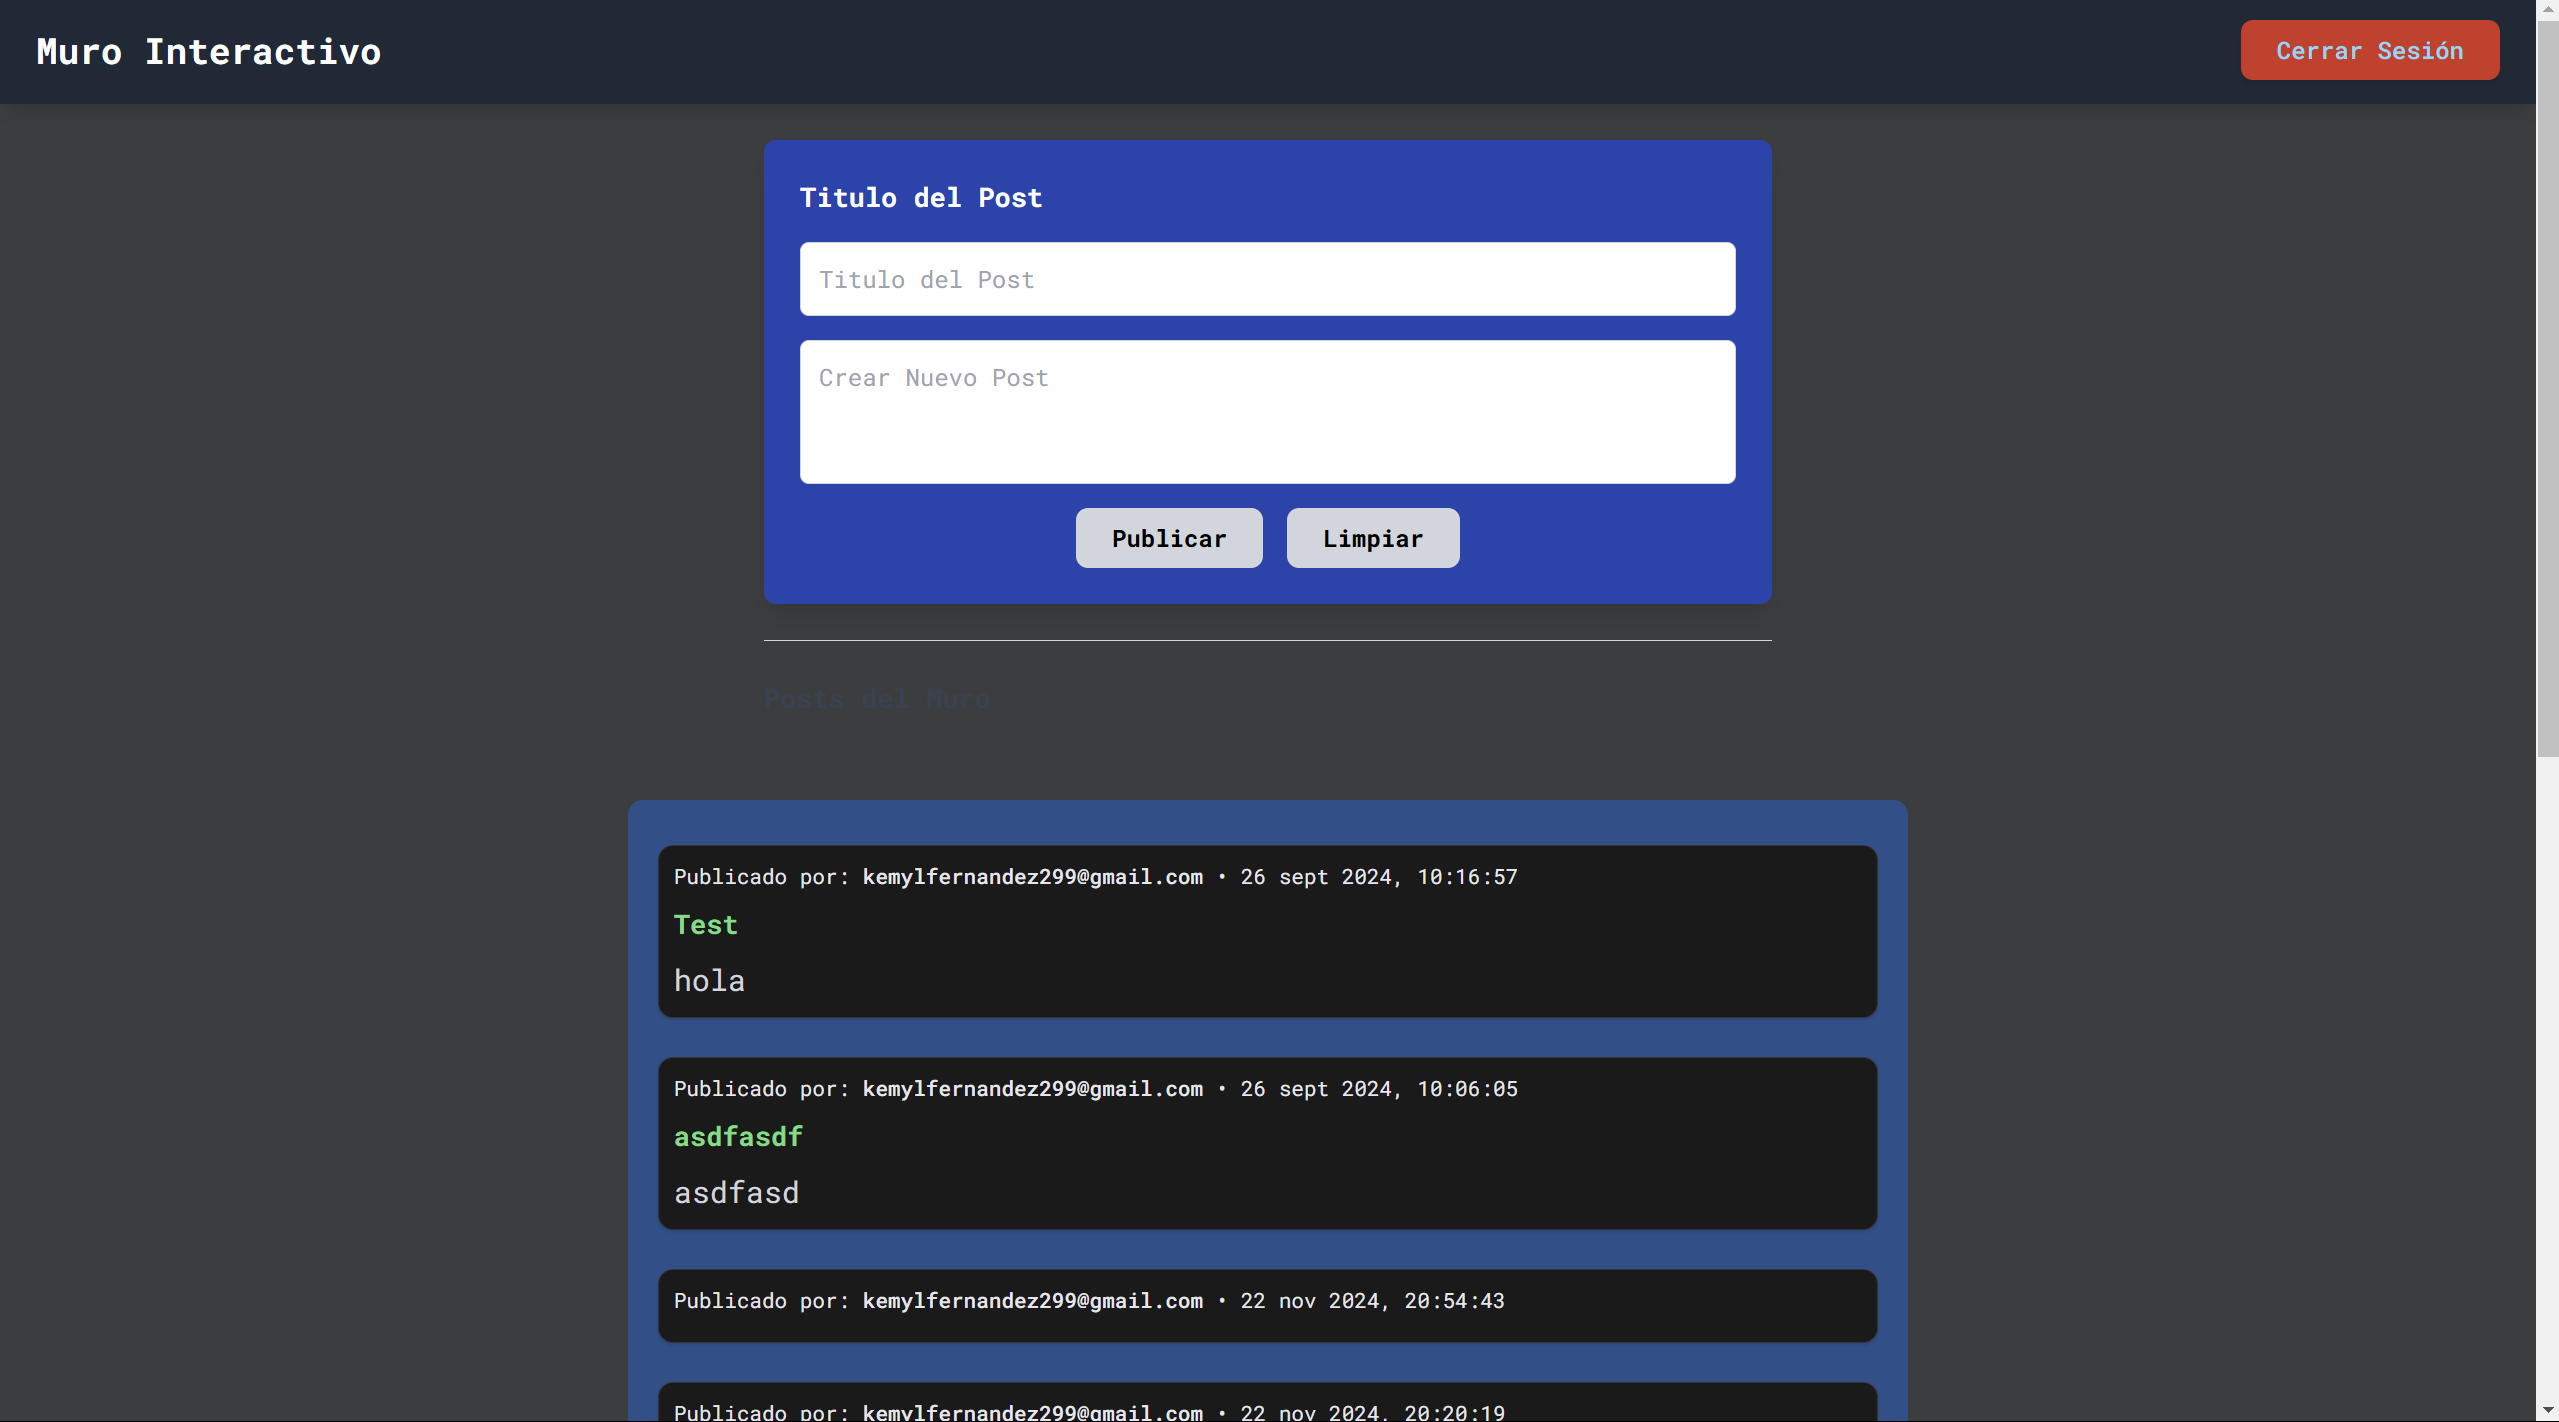 Muro Interactivo
Cerrar Sesión
Titulo del Post
Titulo del Post
Crear Nuevo Post
Publicar
Limpiar
Posts del Muro
Publicado por: kemylfernandez299@gmail.com • 26 sept 2024, 10:16:57
Test
hola
Publicado por: kemylfernandez299@gmail.com • 26 sept 2024, 10:06:05
asdfasdf
asdfasd
Publicado por: kemylfernandez299@gmail.com • 22 nov 2024, 20:54:43
Publicado por: kemylfernandez299@gmail.com • 22 nov 2024, 20:20:19